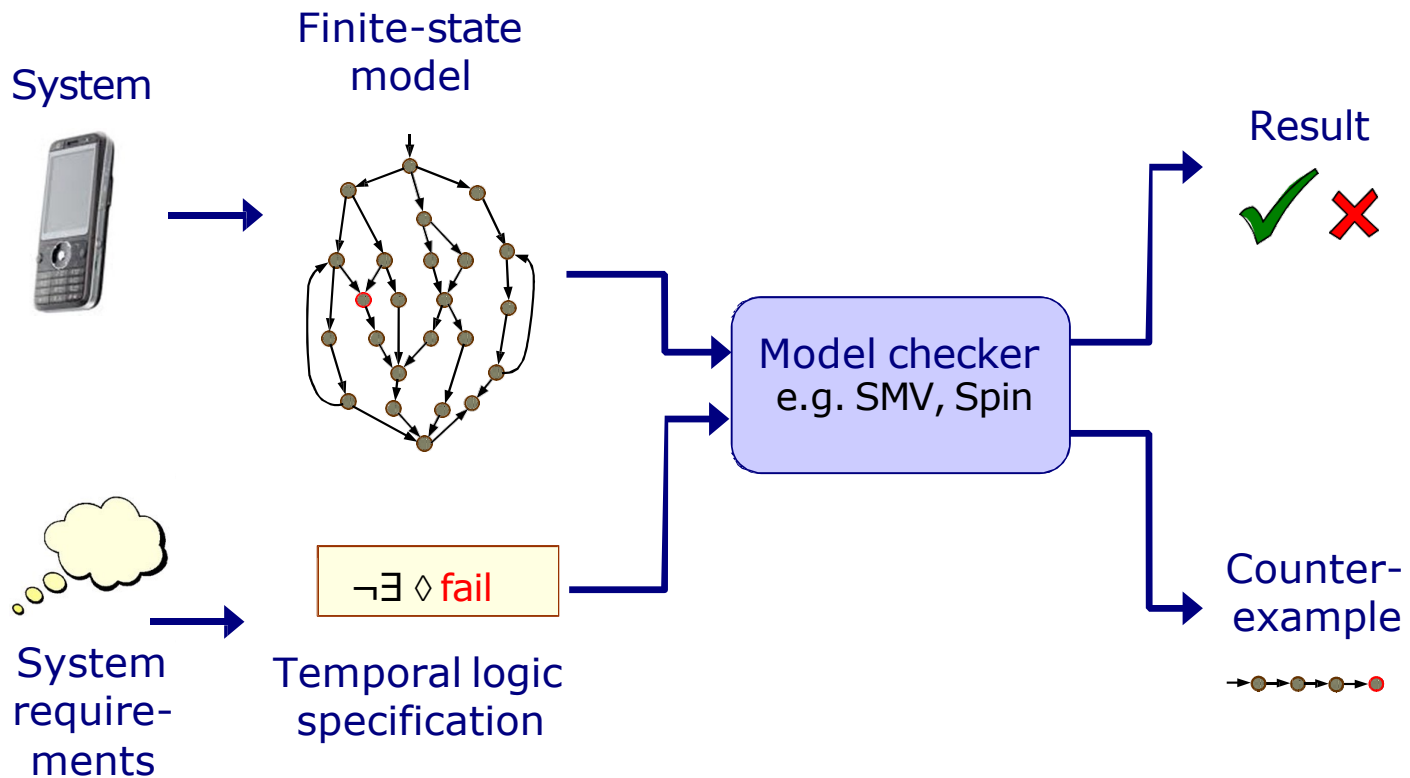 System
Finite-state
model
Result
Model checker
e.g. SMV, Spin
¬∃ ◊ fail
System
require-
ments
Temporal logic
specification
Counter-
example